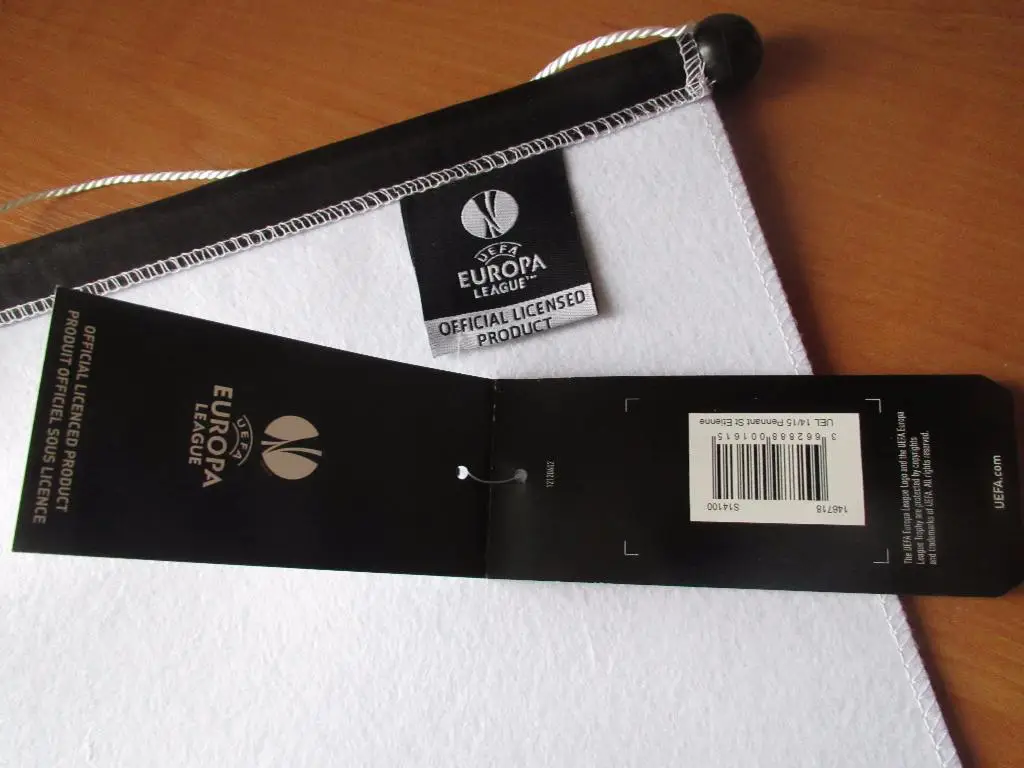 UEFA
EUROPA
LEAGUE™
OFFICIAL LICENSED
PRODUCT
OFFICIAL LICENCED PRODUCT
PRODUIT OFFICIEL SOUS LICENCE
UEFA
EUROPA
LEAGUE
146718 S14100
3 662888 001615
UEL 14/15 Pennant St Etienne
The UEFA Europa League Logo and the UEFA Europa
League Trophy are protected by copyrights
and trademarks of UEFA. All rights reserved.
UEFA.com